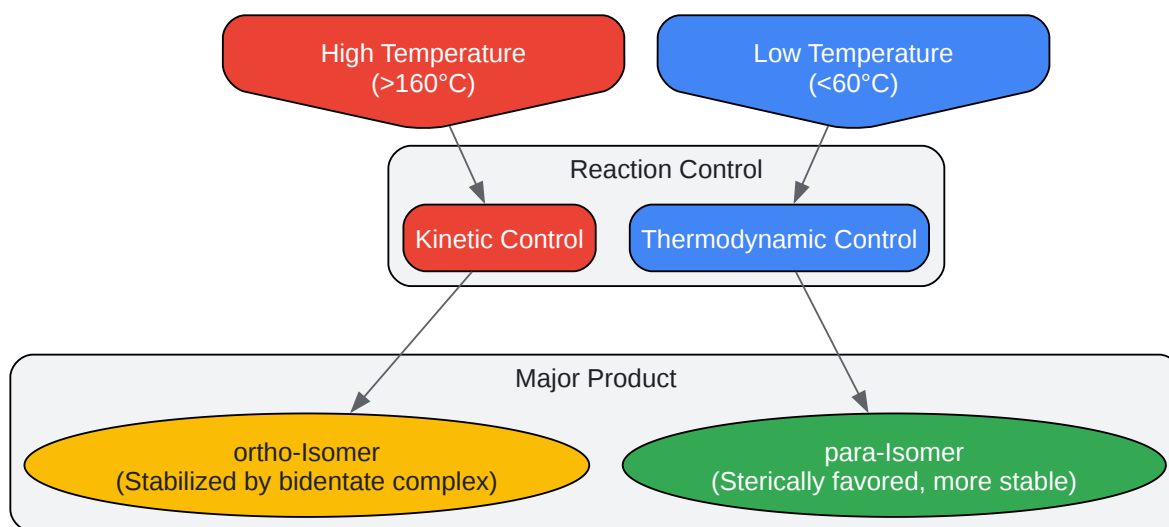 High Temperature
(>160°C)
Low Temperature
(<60°C)
Reaction Control
Kinetic Control
Thermodynamic Control
Major Product
ortho-Isomer
(Stabilized by bidentate complex)
para-Isomer
(Sterically favored, more stable)